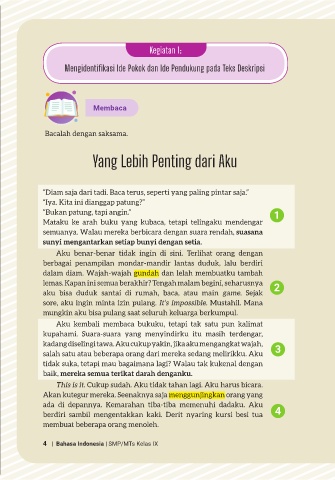 Kegiatan 1:
Mengidentifikasi Ide Pokok dan Ide Pendukung pada Teks Deskripsi
Membaca
Bacalah dengan saksama.
Yang Lebih Penting dari Aku
"Diam saja dari tadi. Baca terus, seperti yang paling pintar saja."
"Iya. Kita ini dianggap patung?"
"Bukan patung, tapi angin."
Mataku ke arah buku yang kubaca, tetapi telingaku mendengar
semuanya. Walau mereka berbicara dengan suara rendah, suasana
sunyi mengantarkan setiap bunyi dengan setia.
1
Aku benar-benar tidak ingin di sini. Terlihat orang dengan
berbagai penampilan mondar-mandir lantas duduk, lalu berdiri
dalam diam. Wajah-wajah gundah dan lelah membuatku tambah
lemas. Kapan ini semua berakhir? Tengah malam begini, seharusnya
aku bisa duduk santai di rumah, baca, atau main game. Sejak
sore, aku ingin minta izin pulang. It's impossible. Mustahil. Mana
mungkin aku bisa pulang saat seluruh keluarga berkumpul.
2
Aku kembali membaca bukuku, tetapi tak satu pun kalimat
kupahami. Suara-suara yang menyindirku itu masih terdengar,
kadang diselingi tawa. Aku cukup yakin, jika aku mengangkat wajah,
salah satu atau beberapa orang dari mereka sedang melirikku. Aku
tidak suka, tetapi mau bagaimana lagi? Walau tak kukenal dengan
baik, mereka semua terikat darah denganku.
3
This is it. Cukup sudah. Aku tidak tahan lagi. Aku harus bicara.
Akan kutegur mereka. Seenaknya saja menggunjingkan orang yang
ada di depannya. Kemarahan tiba-tiba memenuhi dadaku. Aku
berdiri sambil mengentakkan kaki. Derit nyaring kursi besi tua
membuat beberapa orang menoleh.
4
4 | Bahasa Indonesia | SMP/MTs Kelas IX